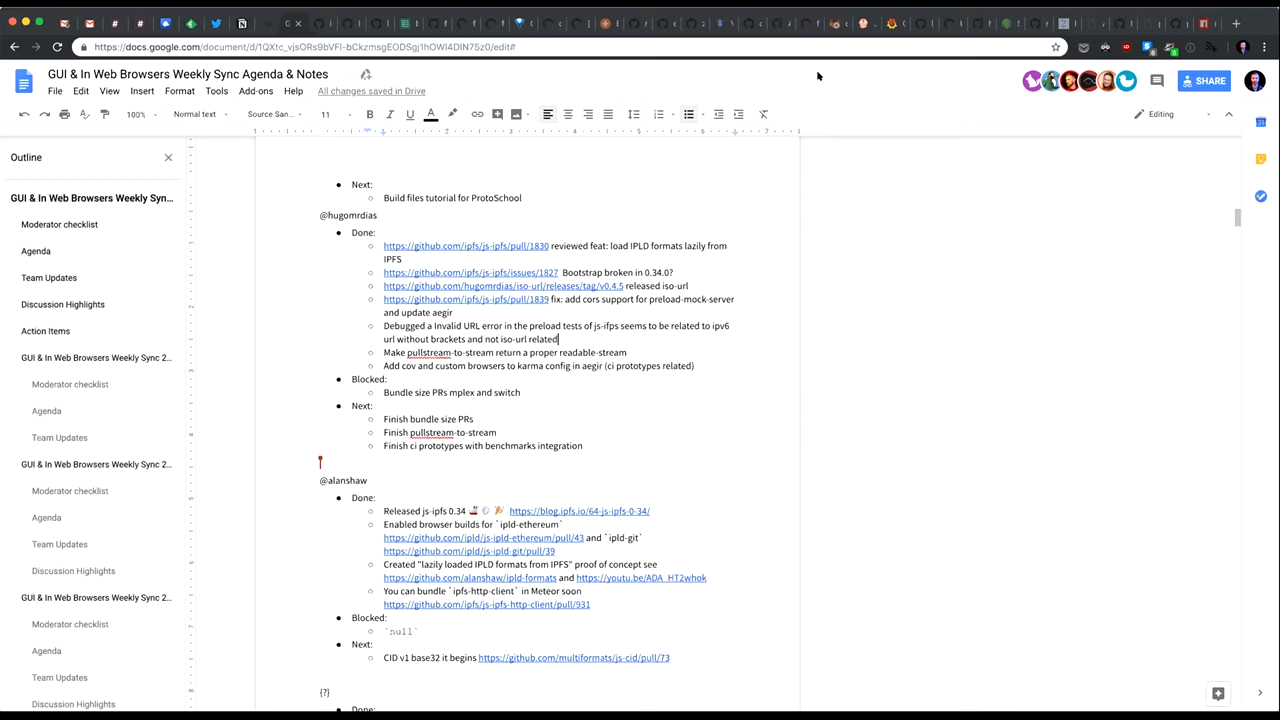 https://docs.google.com/document/d/1QXtc_vjsORs9bVFI-bCkzmsgEODSgj1hOWl4DIN75z0/edit#
GUI & In Web Browsers Weekly Sync Agenda & Notes
File Edit View Insert Format Tools Add-ons Help All changes saved in Drive
SHARE
100% Normal text Source San... 11 B I U A Editing
Outline
GUI & In Web Browsers Weekly Syn...
Moderator checklist
Agenda
Team Updates
Discussion Highlights
Action Items
GUI & In Web Browsers Weekly Sync 2...
Moderator checklist
Agenda
Team Updates
GUI & In Web Browsers Weekly Sync 2...
Moderator checklist
Agenda
Team Updates
Discussion Highlights
GUI & In Web Browsers Weekly Sync 2...
Moderator checklist
Agenda
Team Updates
Discussion Highlights
1 2 3 4 5 6 7
● Next:
○ Build files tutorial for ProtoSchool
@hugomrdias
● Done:
○ https://github.com/ipfs/js-ipfs/pull/1830 reviewed feat: load IPLD formats lazily from
IPFS
○ https://github.com/ipfs/js-ipfs/issues/1827 Bootstrap broken in 0.34.0?
○ https://github.com/hugomrdias/iso-url/releases/tag/v0.4.5 released iso-url
○ https://github.com/ipfs/js-ipfs/pull/1839 fix: add cors support for preload-mock-server
and update aegir
○ Debugged a Invalid URL error in the preload tests of js-ifps seems to be related to ipv6
url without brackets and not iso-url related
○ Make pullstream-to-stream return a proper readable-stream
○ Add cov and custom browsers to karma config in aegir (ci prototypes related)
● Blocked:
○ Bundle size PRs mplex and switch
● Next:
○ Finish bundle size PRs
○ Finish pullstream-to-stream
○ Finish ci prototypes with benchmarks integration
@alanshaw
● Done:
○ Released js-ipfs 0.34 🚢 🥚 🎉 https://blog.ipfs.io/64-js-ipfs-0-34/
○ Enabled browser builds for `ipld-ethereum`
https://github.com/ipld/js-ipld-ethereum/pull/43 and `ipld-git`
https://github.com/ipld/js-ipld-git/pull/39
○ Created "lazily loaded IPLD formats from IPFS" proof of concept see
https://github.com/alanshaw/ipld-formats and https://youtu.be/ADA_HT2whok
○ You can bundle `ipfs-http-client` in Meteor soon
https://github.com/ipfs/js-ipfs-http-client/pull/931
● Blocked:
○ `null`
● Next:
○ CID v1 base32 it begins https://github.com/multiformats/js-cid/pull/73
{?}
● Done: